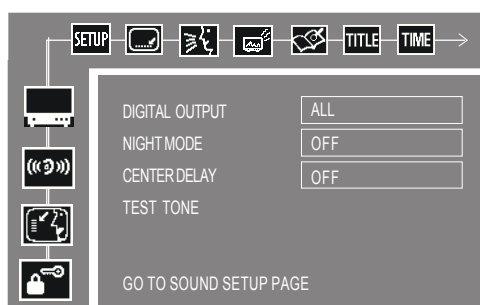 SETUP TITLE TIME
DIGITAL OUTPUT ALL
NIGHT MODE OFF
CENTER DELAY OFF
TEST TONE
GO TO SOUND SETUP PAGE